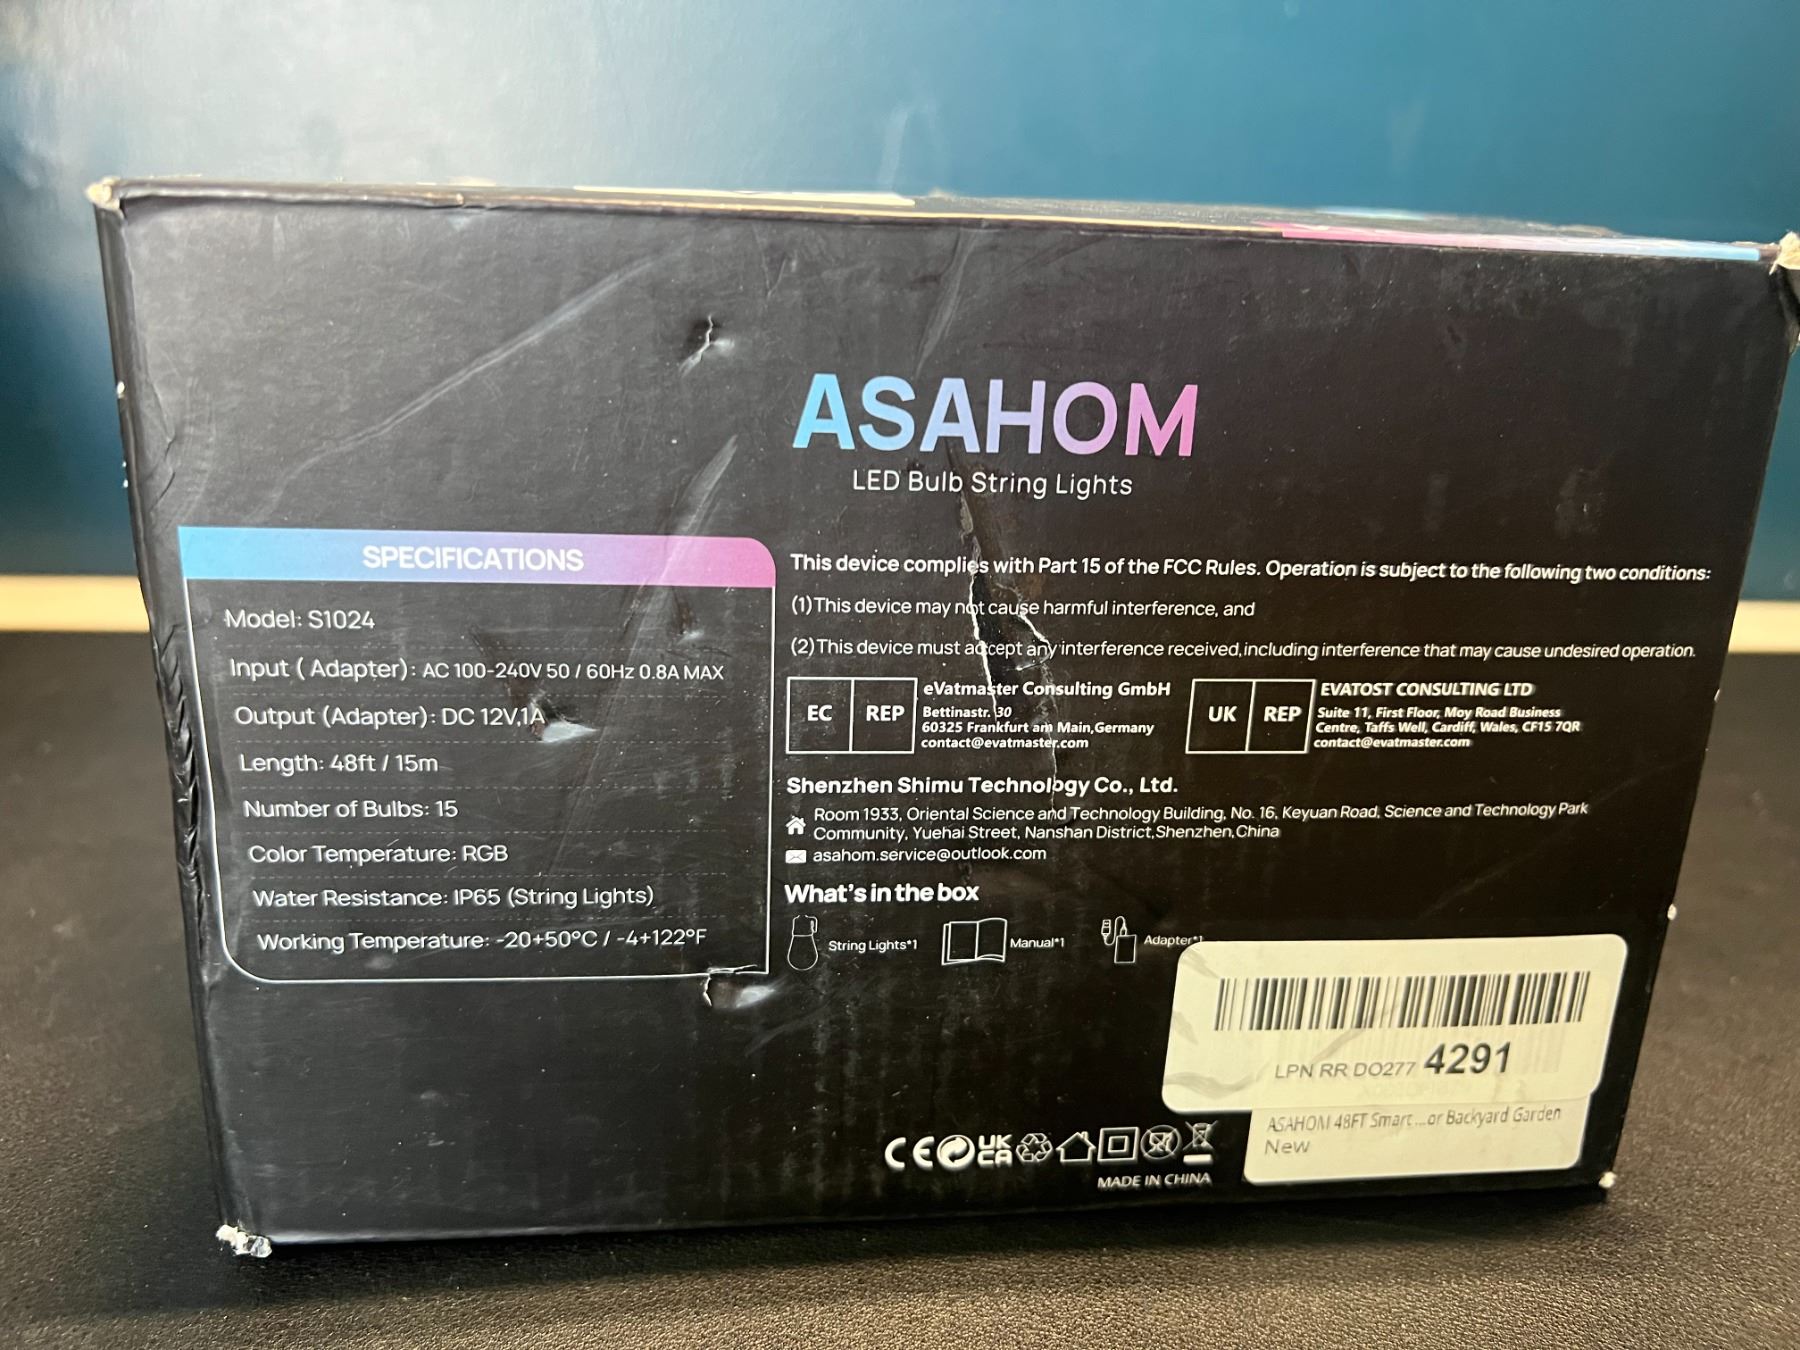 ASAHOM
LED Bulb String Lights
SPECIFICATIONS
Model: S1024
Input ( Adapter): AC 100-240V 50 / 60Hz 0.8A MAX
Output (Adapter): DC 12V,1A
Length: 48ft / 15m
Number of Bulbs: 15
Color Temperature: RGB
Water Resistance: IP65 (String Lights)
Working Temperature: -20+50°C / -4+122°F
This device complies with Part 15 of the FCC Rules. Operation is subject to the following two conditions:
(1)This device may not cause harmful interference, and
(2)This device must accept any interference received,including interference that may cause undesired operation.
EC REP
eVatmaster Consulting GmbH
Bettinastr. 30
60325 Frankfurt am Main,Germany
contact@evatmaster.com
UK REP
EVATOST CONSULTING LTD
Suite 11, First Floor, Moy Road Business
Centre, Taffs Well, Cardiff, Wales, CF15 7QR
contact@evatmaster.com
Shenzhen Shimu Technology Co., Ltd.
Room 1933, Oriental Science and Technology Building, No. 16, Keyuan Road, Science and Technology Park
Community, Yuehai Street, Nanshan District,Shenzhen,China
asahom.service@outlook.com
What's in the box
String Lights*1
Manual*1
Adapter*1
LPN RR DO277 4291
ASAHOM 48FT Smart ...or Backyard Garden
New
CE UK CA
MADE IN CHINA